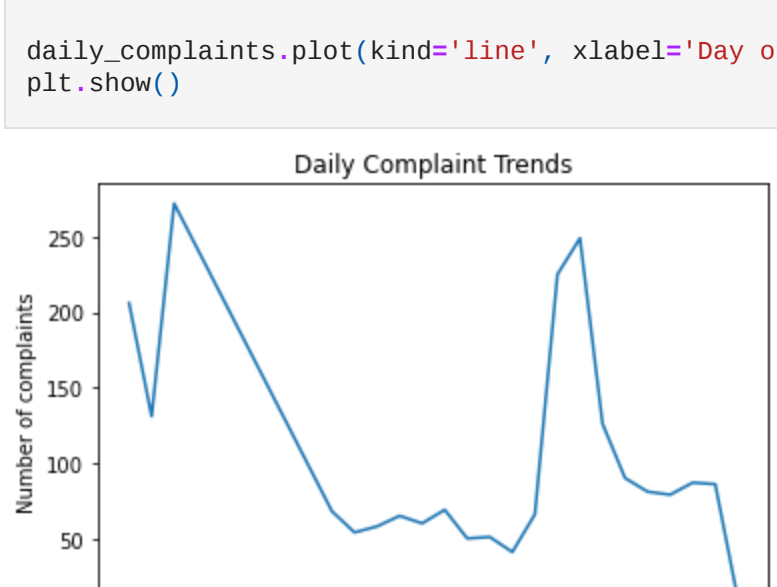 daily_complaints.plot(kind='line', xlabel='Day o
plt.show()
Daily Complaint Trends
250
200
150
100
50
Number of complaints